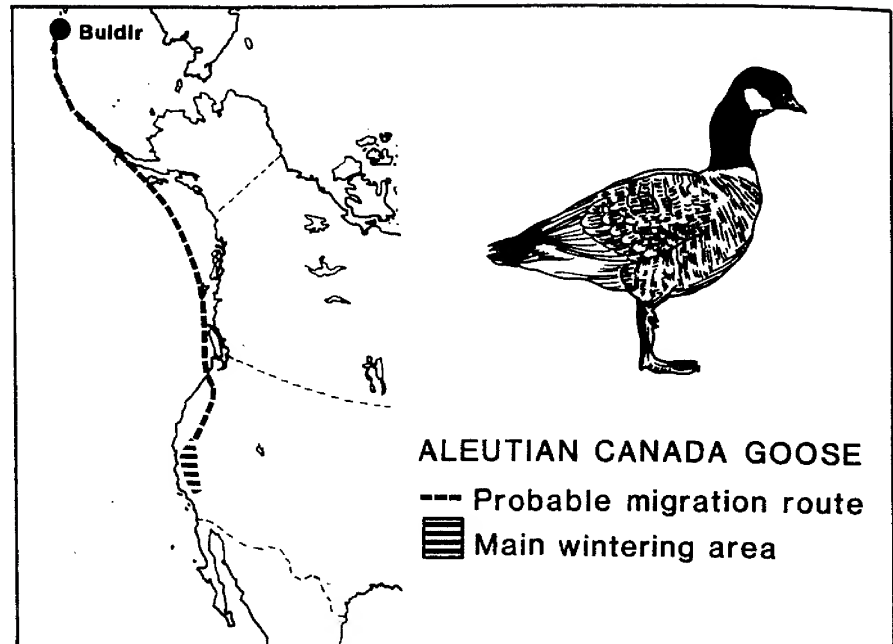 Buldir
ALEUTIAN CANADA GOOSE
Probable migration route
Main wintering area